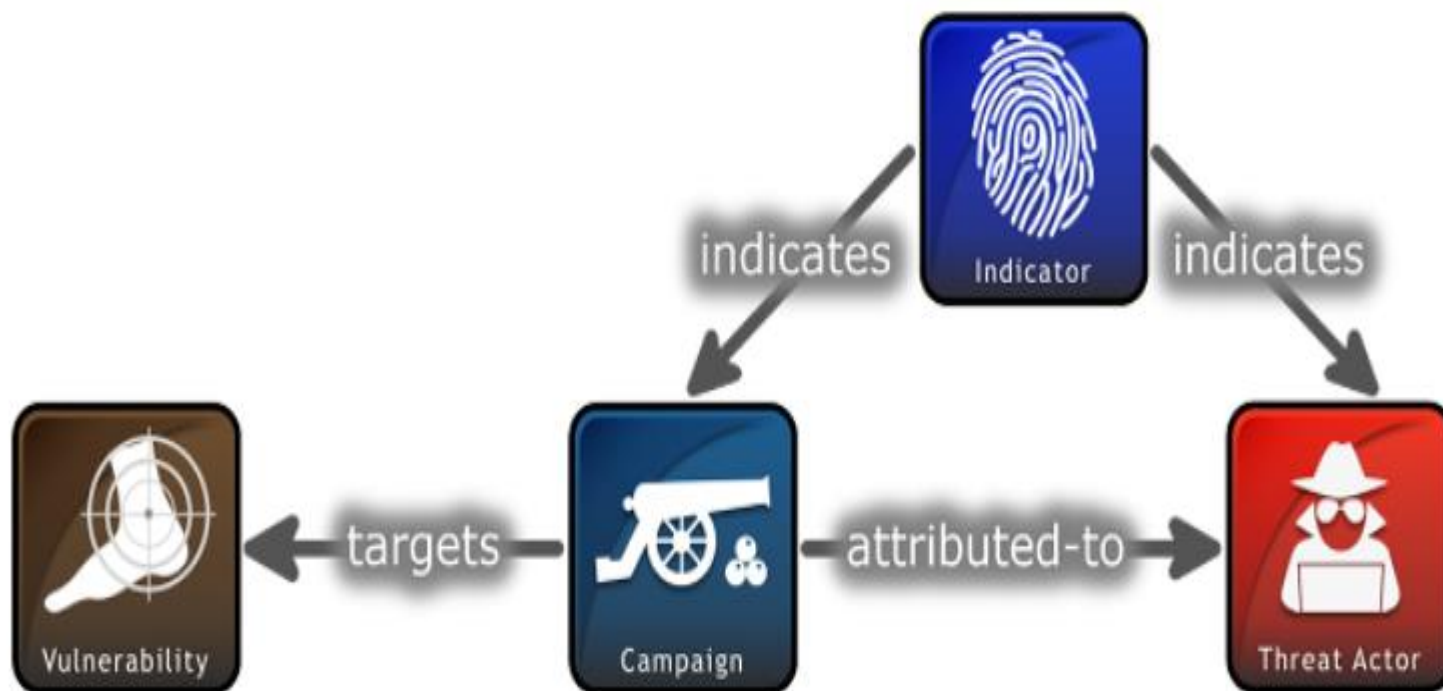 indicates
indicates
Indicator
targets
attributed-to
Vulnerability
Campaign
Threat Actor